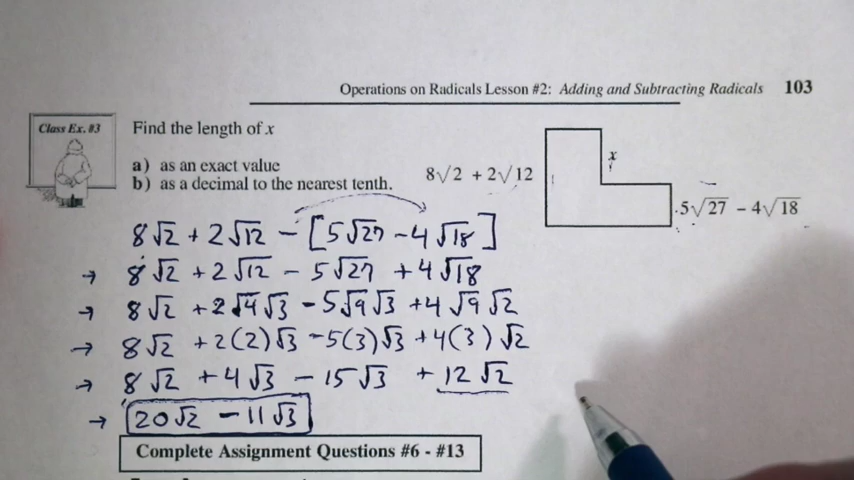 Operations on Radicals Lesson #2: Adding and Subtracting Radicals 103
Class Ex. #3
Find the length of x
a) as an exact value
b) as a decimal to the nearest tenth.
8√2 + 2√12
x
5√27 − 4√18
8√2 + 2√12 − [5√27 − 4√18]
→ 8√2 + 2√12 − 5√27 + 4√18
→ 8√2 + 2√4√3 − 5√9√3 + 4√9√2
→ 8√2 + 2(2)√3 − 5(3)√3 + 4(3)√2
→ 8√2 + 4√3 − 15√3 + 12√2
→ 20√2 − 11√3
Complete Assignment Questions #6 - #13